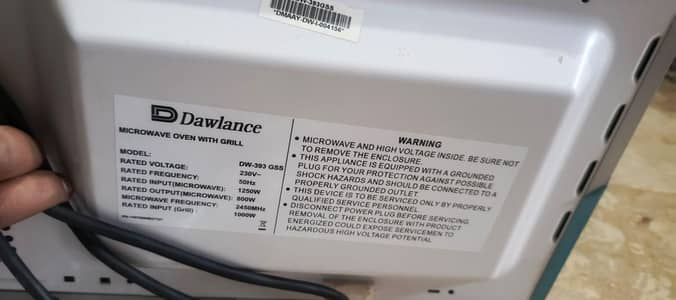 DMAAY-DW-I-604156
Dawlance
MICROWAVE OVEN WITH GRILL
MODEL: DW-393 GSS
RATED VOLTAGE: 230V~
RATED FREQUENCY: 50Hz
RATED INPUT(MICROWAVE): 1250W
RATED OUTPUT(MICROWAVE): 800W
MICROWAVE FREQUENCY: 2450MHz
RATED INPUT (Grill) 1000W
WARNING
• MICROWAVE AND HIGH VOLTAGE INSIDE. BE SURE NOT
TO REMOVE THE ENCLOSURE.
• THIS APPLIANCE IS EQUIPPED WITH A GROUNDED
PLUG FOR YOUR PROTECTION AGAINST POSSIBLE
SHOCK HAZARDS AND SHOULD BE CONNECTED TO A
PROPERLY GROUNDED OUTLET
• THIS DEVICE IS TO BE SERVICED ONLY BY PROPERLY
QUALIFIED SERVICE PERSONNEL
• DISCONNECT POWER PLUG BEFORE SERVICING
REMOVAL OF THE ENCLOSURE WITH PRODUCT
ENERGIZED COULD EXPOSE SERVICEMEN TO
HAZARDOUS HIGH VOLTAGE POTENTIAL